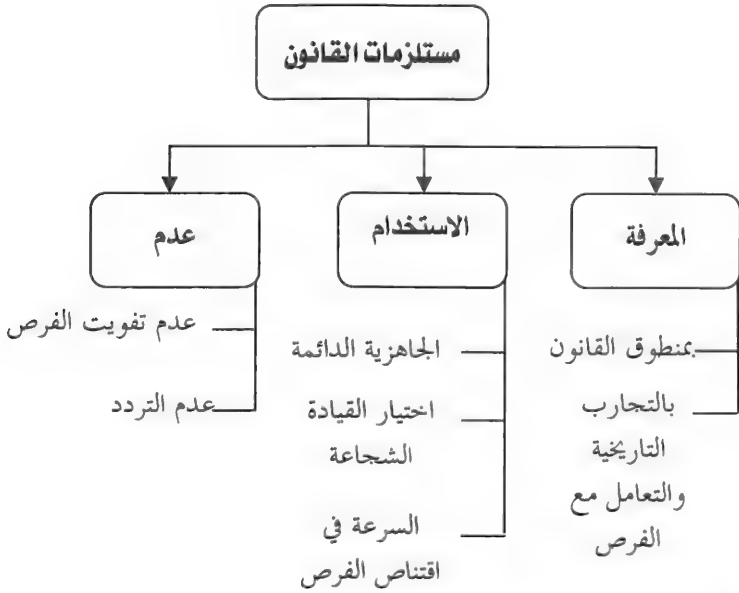 مستلزمات القانون
المعرفة
بمنطوق القانون
بالتجارب
التاريخية
والتعامل مع
الفرص
الاستخدام
الجاهزية الدائمة
اختيار القيادة
الشجاعة
السرعة في
اقتناص الفرص
عدم
عدم تفويت الفرص
عدم التردد